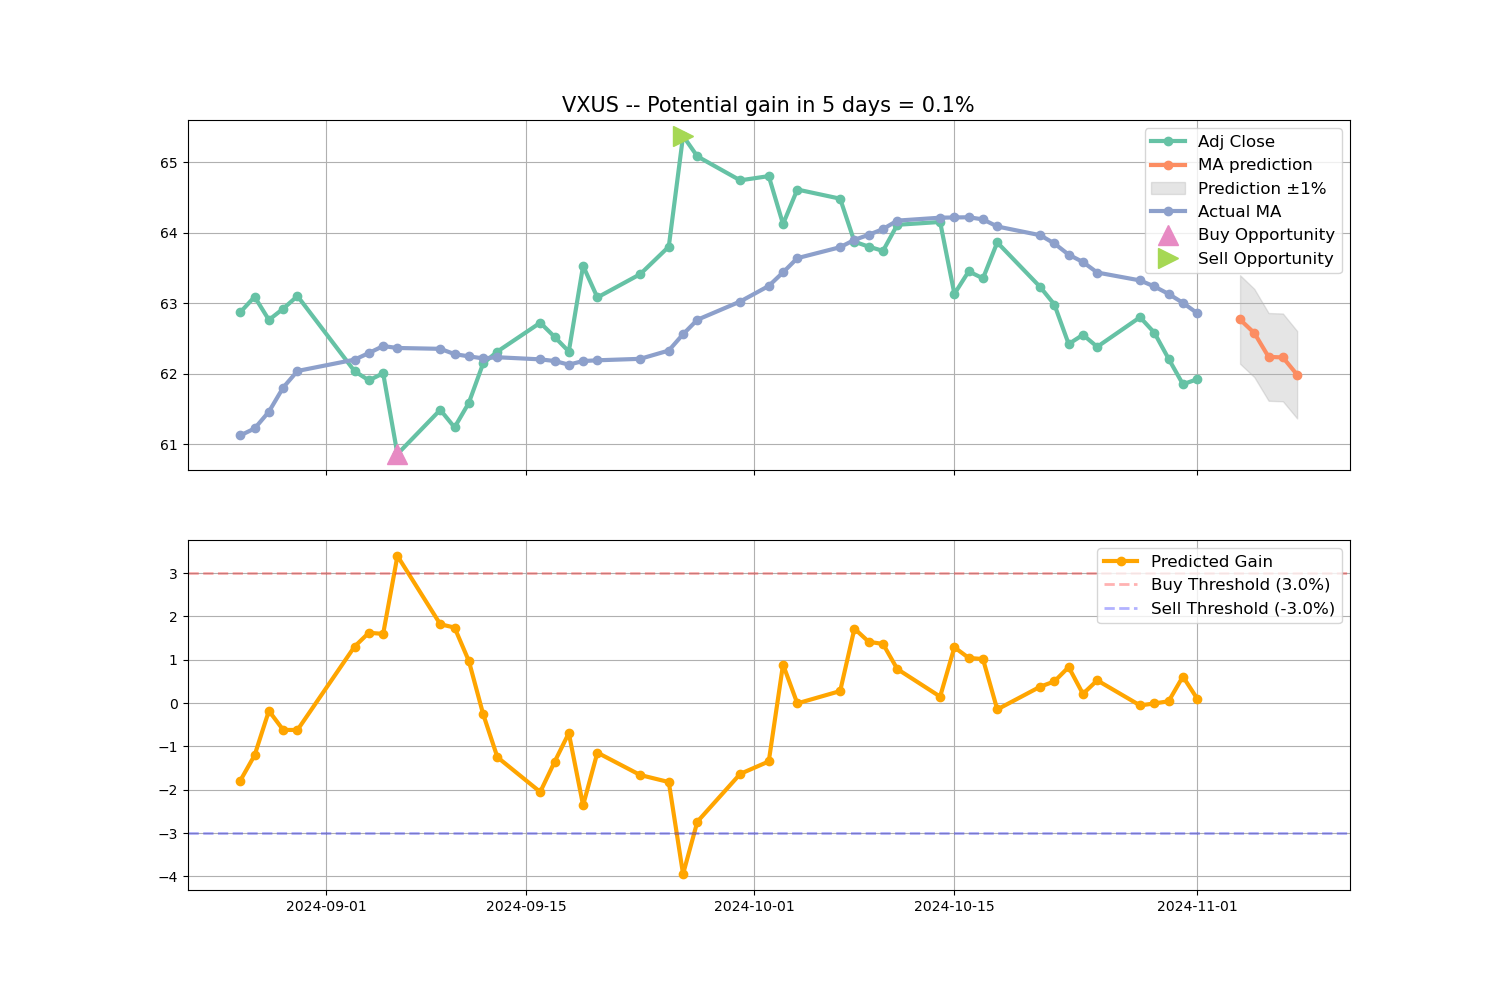 VXUS -- Potential gain in 5 days = 0.1%
65
64
63
62
61
Adj Close
MA prediction
Prediction ±1%
Actual MA
Buy Opportunity
Sell Opportunity
3
2
1
0
−1
−2
−3
−4
Predicted Gain
Buy Threshold (3.0%)
Sell Threshold (-3.0%)
2024-09-01
2024-09-15
2024-10-01
2024-10-15
2024-11-01